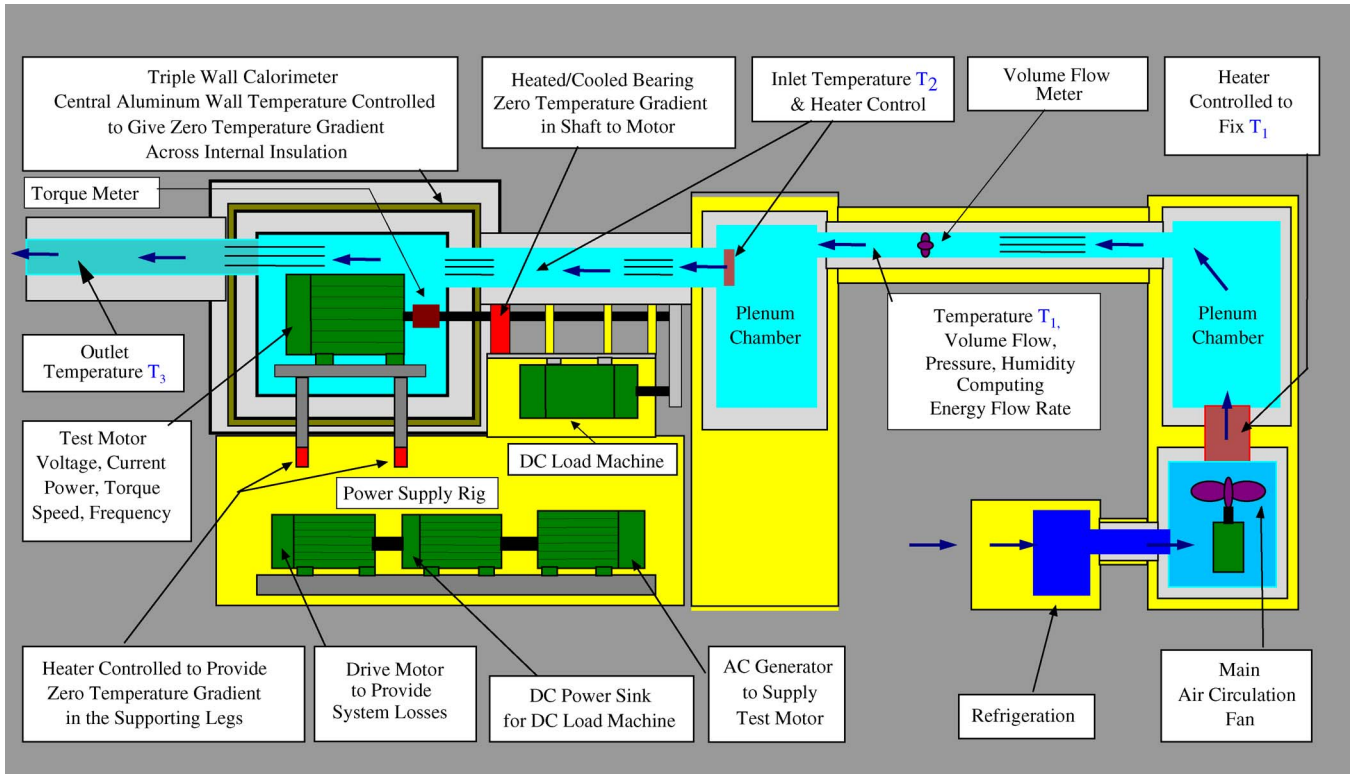 Triple Wall Calorimeter
Central Aluminum Wall Temperature Controlled
to Give Zero Temperature Gradient
Across Internal Insulation
Heated/Cooled Bearing
Zero Temperature Gradient
in Shaft to Motor
Inlet Temperature T2
& Heater Control
Volume Flow
Meter
Heater
Controlled to
Fix T1
Torque Meter
Outlet
Temperature T3
Plenum
Chamber
Temperature T1,
Volume Flow,
Pressure, Humidity
Computing
Energy Flow Rate
Plenum
Chamber
Test Motor
Voltage, Current
Power, Torque
Speed, Frequency
DC Load Machine
Power Supply Rig
Heater Controlled to Provide
Zero Temperature Gradient
in the Supporting Legs
Drive Motor
to Provide
System Losses
DC Power Sink
for DC Load Machine
AC Generator
to Supply
Test Motor
Refrigeration
Main
Air Circulation
Fan